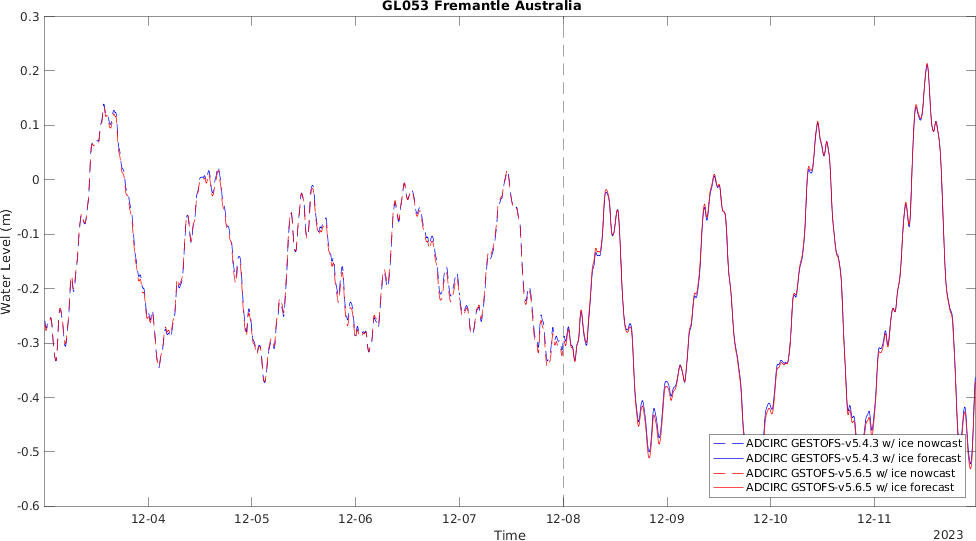 GL053 Fremantle Australia
0.3
0.2
0.1
0
-0.1
-0.2
-0.3
-0.4
-0.5
-0.6
Water Level (m)
ADCIRC GESTOFS-v5.4.3 w/ ice nowcast
ADCIRC GESTOFS-v5.4.3 w/ ice forecast
ADCIRC GSTOFS-v5.6.5 w/ ice nowcast
ADCIRC GSTOFS-v5.6.5 w/ ice forecast
12-04 12-05 12-06 12-07 12-08 12-09 12-10 12-11
Time
2023